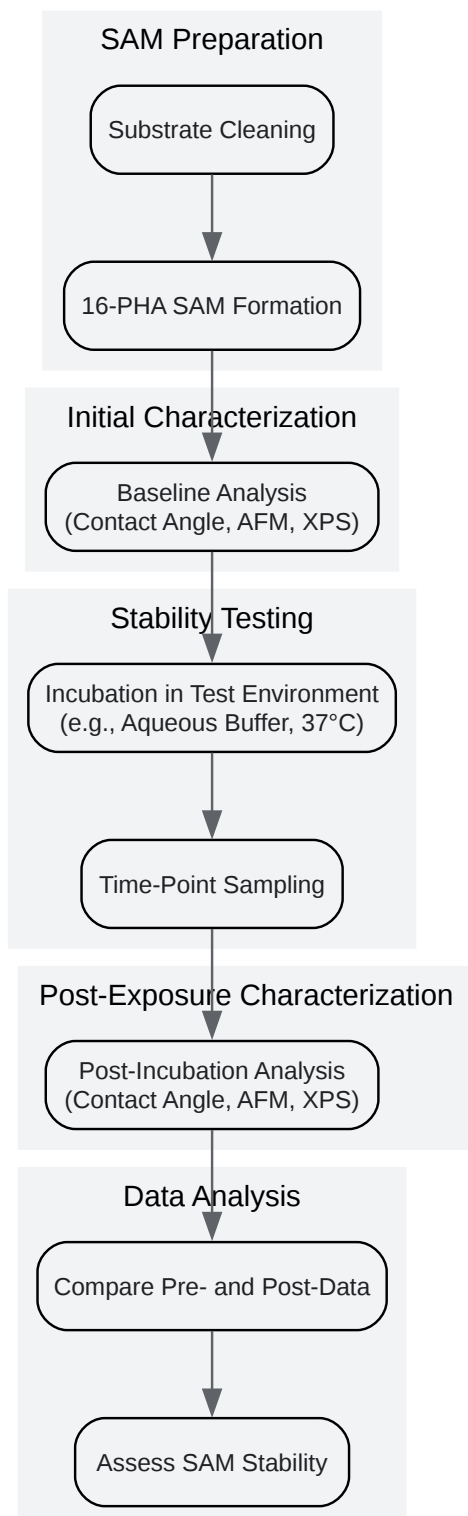 SAM Preparation
Substrate Cleaning
16-PHA SAM Formation
Initial Characterization
Baseline Analysis
(Contact Angle, AFM, XPS)
Stability Testing
Incubation in Test Environment
(e.g., Aqueous Buffer, 37°C)
Time-Point Sampling
Post-Exposure Characterization
Post-Incubation Analysis
(Contact Angle, AFM, XPS)
Data Analysis
Compare Pre- and Post-Data
Assess SAM Stability